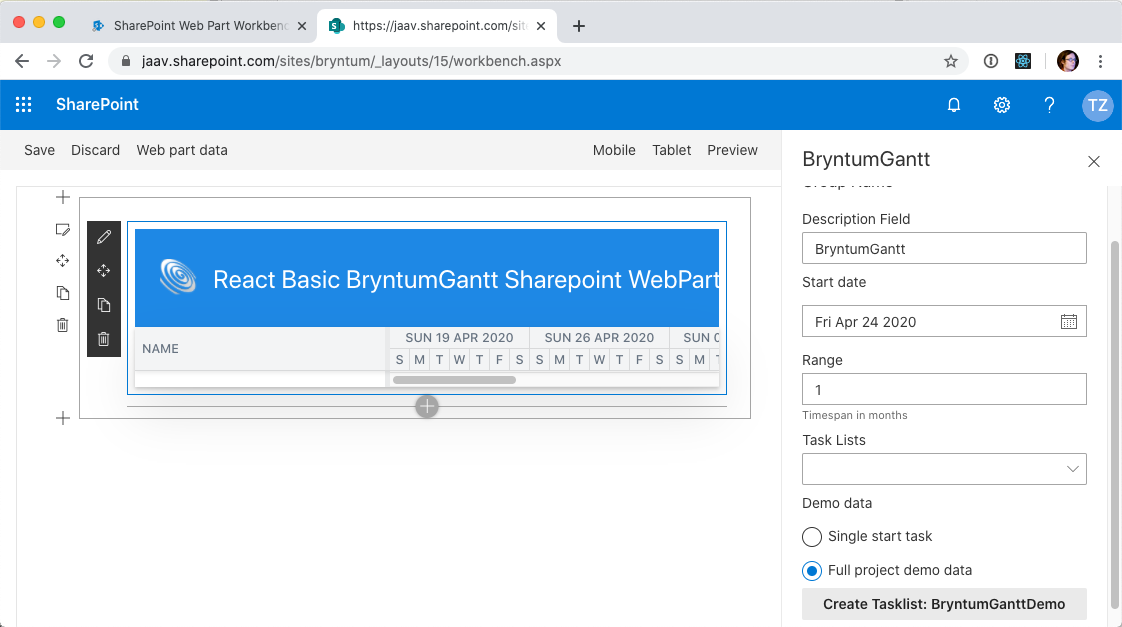 SharePoint Web Part Workbenc
https://jaav.sharepoint.com/sit
jaav.sharepoint.com/sites/bryntum/_layouts/15/workbench.aspx
SharePoint
TZ
Save Discard Web part data
Mobile Tablet Preview
React Basic BryntumGantt Sharepoint WebPart
NAME
SUN 19 APR 2020 SUN 26 APR 2020 SUN 0
S M T W T F S S M T W T F S S M T
BryntumGantt
Group Name
Description Field
BryntumGantt
Start date
Fri Apr 24 2020
Range
1
Timespan in months
Task Lists
Demo data
Single start task
Full project demo data
Create Tasklist: BryntumGanttDemo